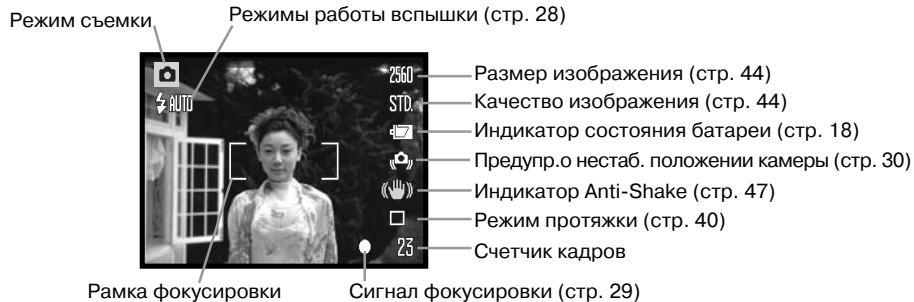 Режим съемки
Режимы работы вспышки (стр. 28)
AUTO
2560
STD.
23
Размер изображения (стр. 44)
Качество изображения (стр. 44)
Индикатор состояния батареи (стр. 18)
Предупр.о нестаб. положении камеры (стр. 30)
Индикатор Anti-Shake (стр. 47)
Режим протяжки (стр. 40)
Счетчик кадров
Рамка фокусировки
Сигнал фокусировки (стр. 29)